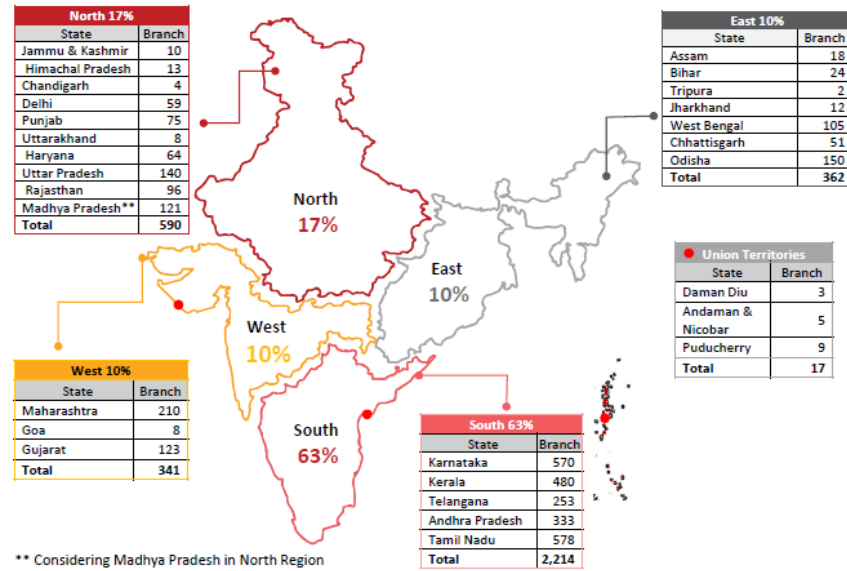 North 17%
State Branch
Jammu & Kashmir 10
Himachal Pradesh 13
Chandigarh 4
Delhi 59
Punjab 75
Uttarakhand 8
Haryana 64
Uttar Pradesh 140
Rajasthan 96
Madhya Pradesh** 121
Total 590
East 10%
State Branch
Assam 18
Bihar 24
Tripura 2
Jharkhand 12
West Bengal 105
Chhattisgarh 51
Odisha 150
Total 362
North
17%
East
10%
West
10%
South
63%
Union Territories
State Branch
Daman Diu 3
Andaman &
Nicobar 5
Puducherry 9
Total 17
West 10%
State Branch
Maharashtra 210
Goa 8
Gujarat 123
Total 341
South 63%
State Branch
Karnataka 570
Kerala 480
Telangana 253
Andhra Pradesh 333
Tamil Nadu 578
Total 2,214
** Considering Madhya Pradesh in North Region